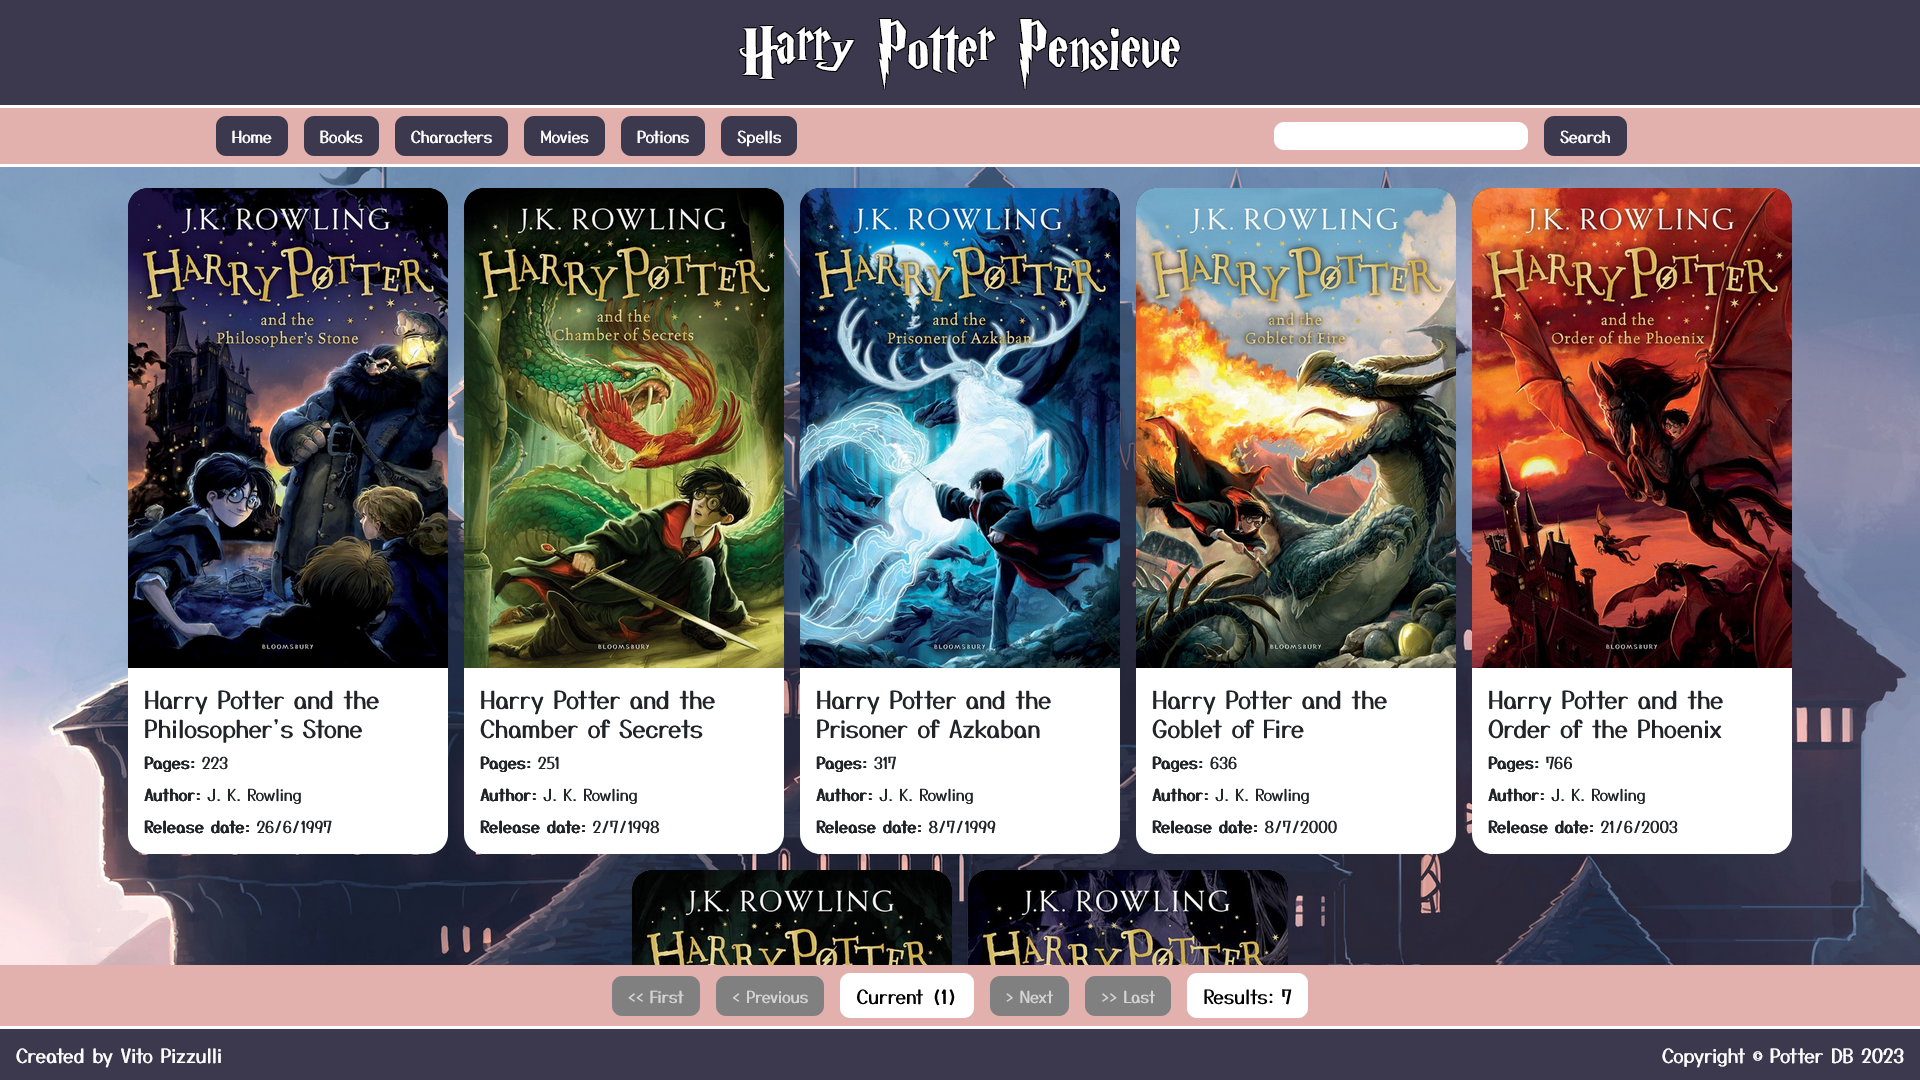 Harry Potter Pensieve
Home Books Characters Movies Potions Spells Search
J.K. ROWLING
HARRY POTTER
and the
Philosopher's Stone
BLOOMSBURY
Harry Potter and the
Philosopher's Stone
Pages: 223
Author: J. K. Rowling
Release date: 26/6/1997
J.K. ROWLING
HARRY POTTER
and the
Chamber of Secrets
BLOOMSBURY
Harry Potter and the
Chamber of Secrets
Pages: 251
Author: J. K. Rowling
Release date: 2/7/1998
J.K. ROWLING
HARRY POTTER
and the
Prisoner of Azkaban
BLOOMSBURY
Harry Potter and the
Prisoner of Azkaban
Pages: 317
Author: J. K. Rowling
Release date: 8/7/1999
J.K. ROWLING
HARRY POTTER
and the
Goblet of Fire
BLOOMSBURY
Harry Potter and the
Goblet of Fire
Pages: 636
Author: J. K. Rowling
Release date: 8/7/2000
J.K. ROWLING
HARRY POTTER
and the
Order of the Phoenix
BLOOMSBURY
Harry Potter and the
Order of the Phoenix
Pages: 766
Author: J. K. Rowling
Release date: 21/6/2003
J.K. ROWLING
HARRY POTTER
J.K. ROWLING
HARRY POTTER
<< First < Previous Current (1) > Next >> Last Results: 7
Created by Vito Pizzulli
Copyright © Potter DB 2023